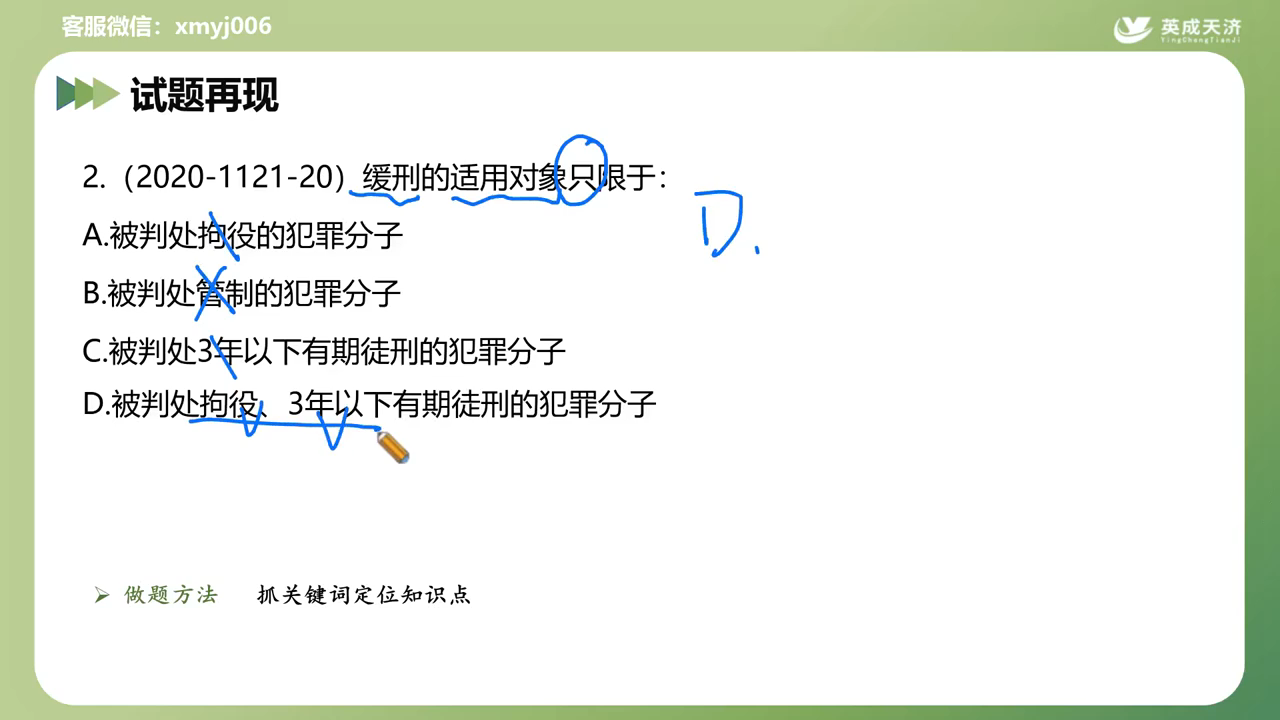 客服微信：xmyj006
英成天济
YingChengTianJi
试题再现
2.（2020-1121-20）缓刑的适用对象只限于：
A.被判处拘役的犯罪分子
D.
B.被判处管制的犯罪分子
C.被判处3年以下有期徒刑的犯罪分子
D.被判处拘役、3年以下有期徒刑的犯罪分子
做题方法 抓关键词定位知识点